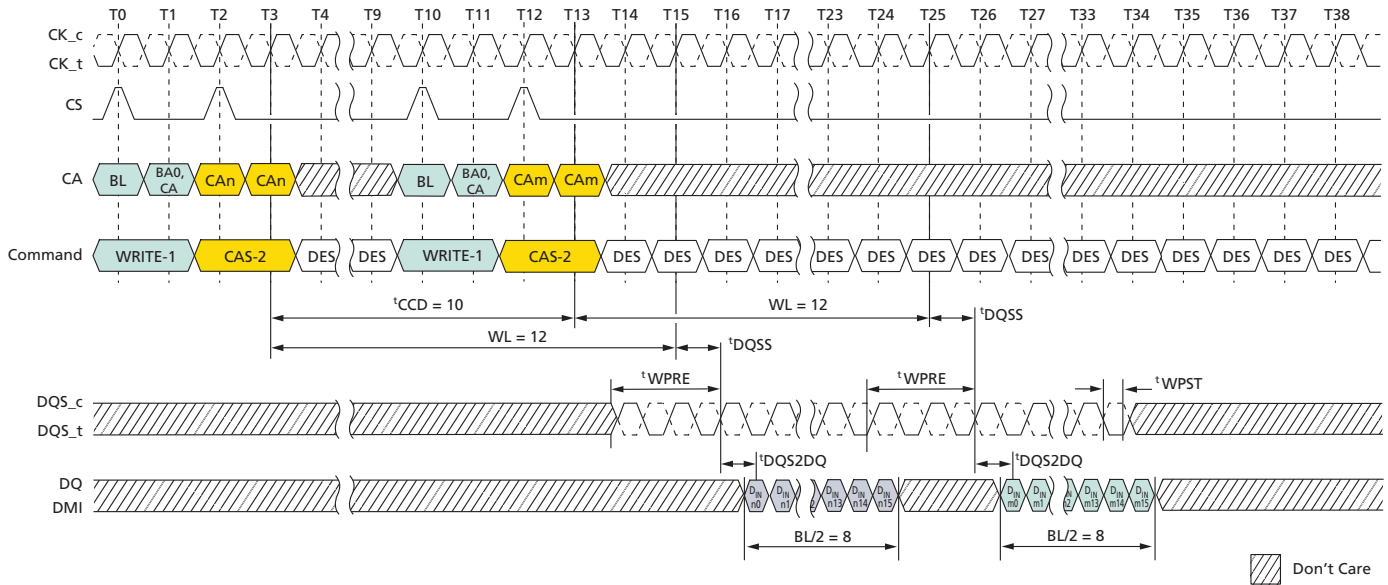 T0 T1 T2 T3 T4 T9 T10 T11 T12 T13 T14 T15 T16 T17 T23 T24 T25 T26 T27 T33 T34 T35 T36 T37 T38
CK_c
CK_t
CS
CA BL BA0, CA CAn CAn BL BA0, CA CAm CAm
Command WRITE-1 CAS-2 DES DES WRITE-1 CAS-2 DES DES DES DES DES DES DES DES DES DES DES DES DES DES DES
tCCD = 10 WL = 12 tDQSS
WL = 12 tDQSS
tWPRE tWPRE tWPST
DQS_c
DQS_t
tDQS2DQ tDQS2DQ
DQ
DMI
DIN n0 DIN n1 DIN n13 DIN n14 DIN n15 DIN m0 DIN m1 DIN m13 DIN m14 DIN m15
BL/2 = 8 BL/2 = 8
Don't Care